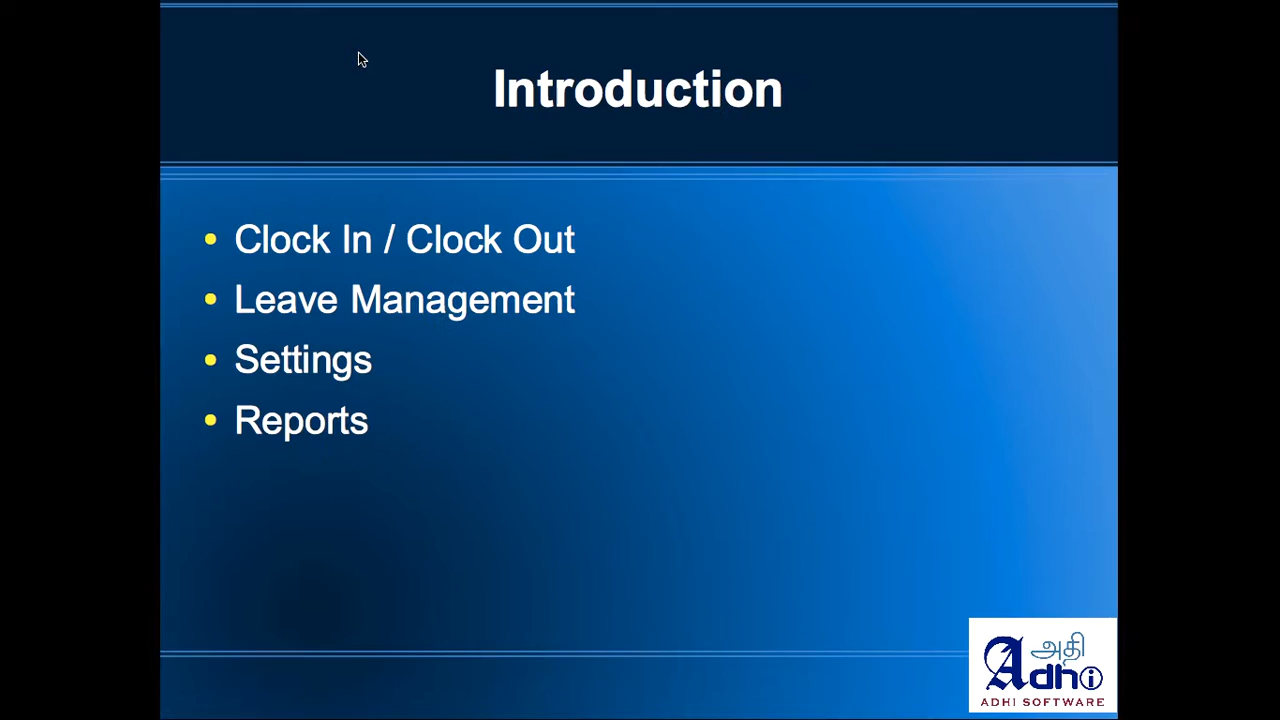 Introduction
• Clock In / Clock Out
• Leave Management
• Settings
• Reports
அதி
Adhi
ADHI SOFTWARE